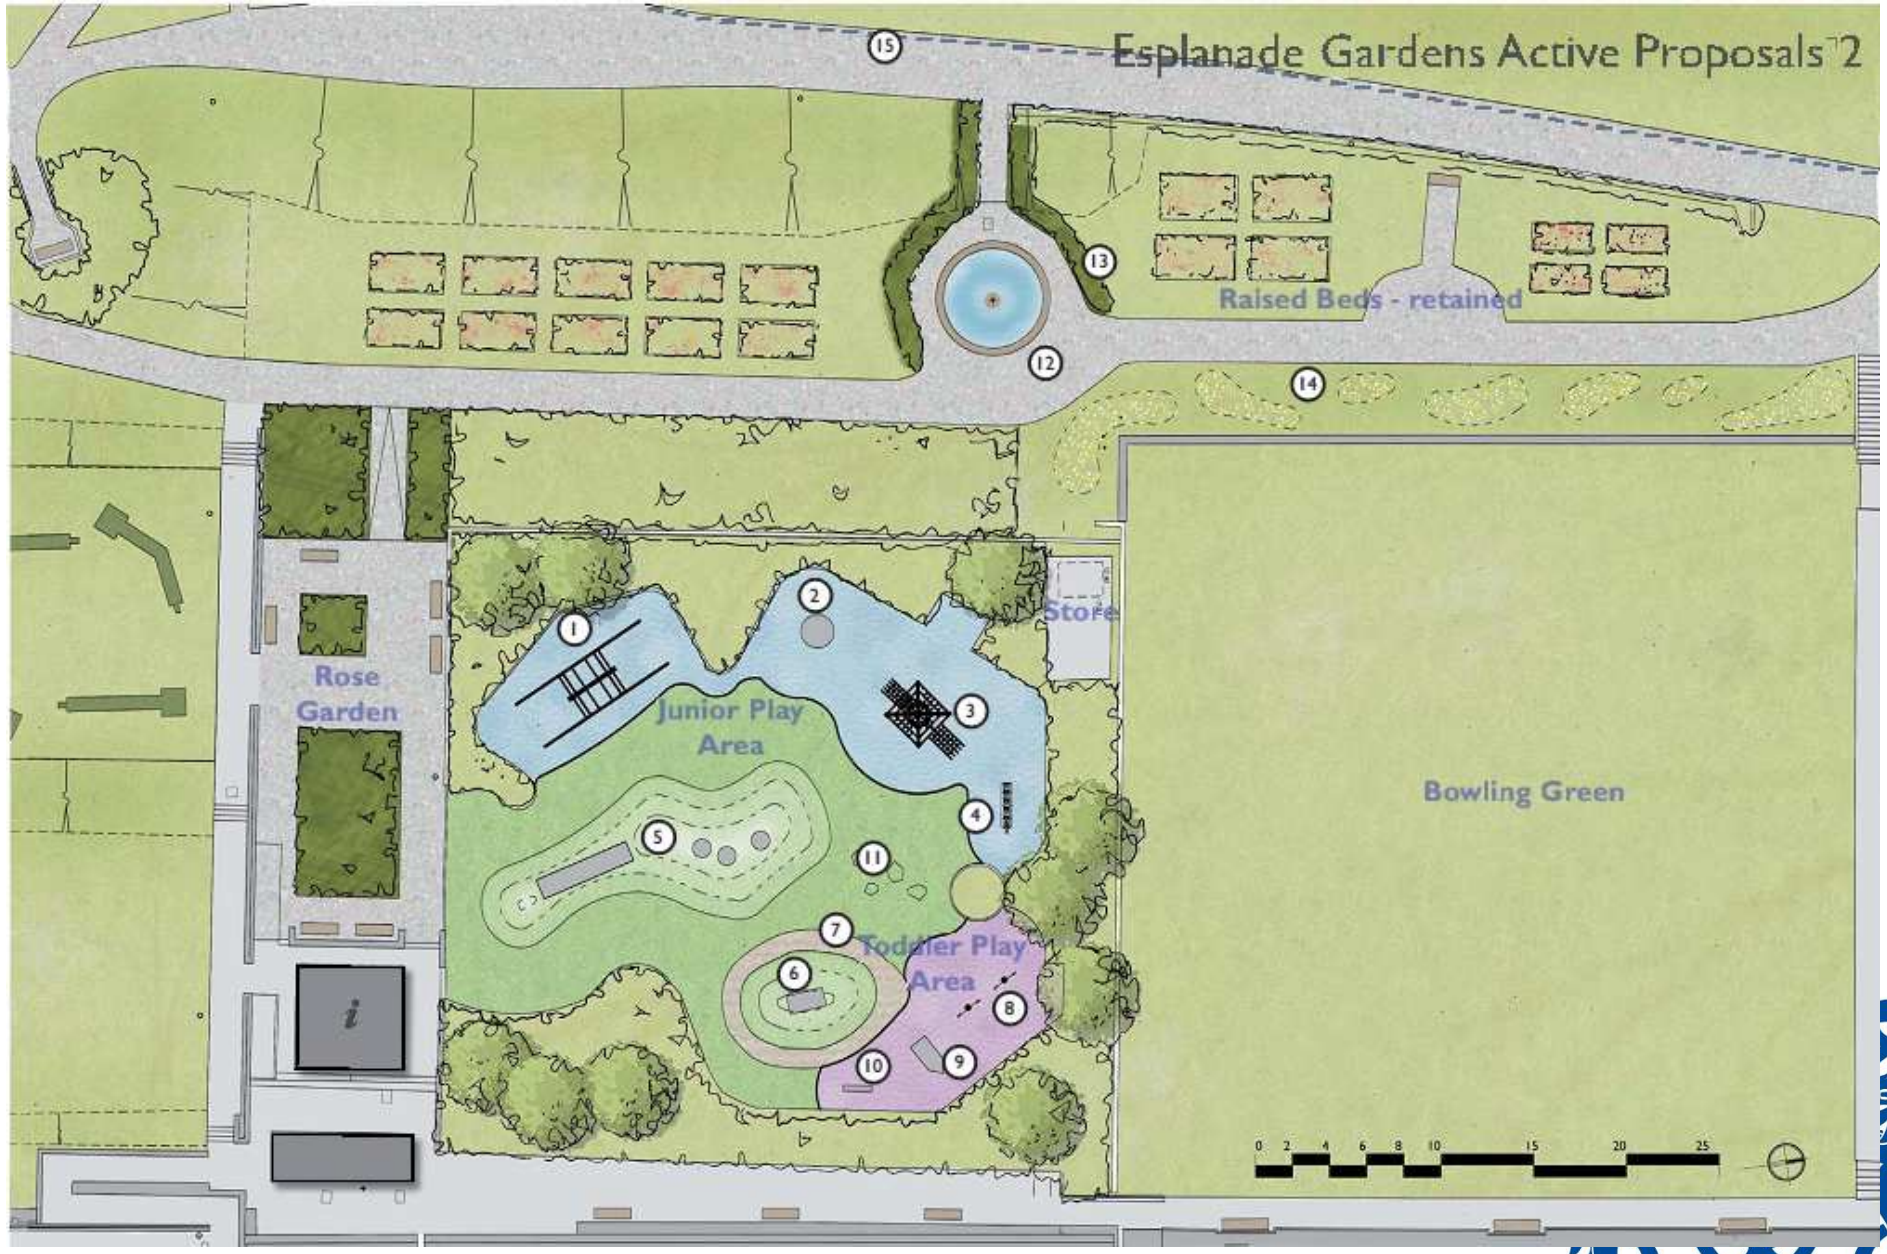 15
Esplanade Gardens Active Proposals 2
13
Raised Beds - retained
12
14
2
1
Store
Rose
Garden
3
Junior Play
Area
Bowling Green
4
5
11
7
Toddler Play
Area
6
8
9
10
i
0 2 4 6 8 10 15 20 25